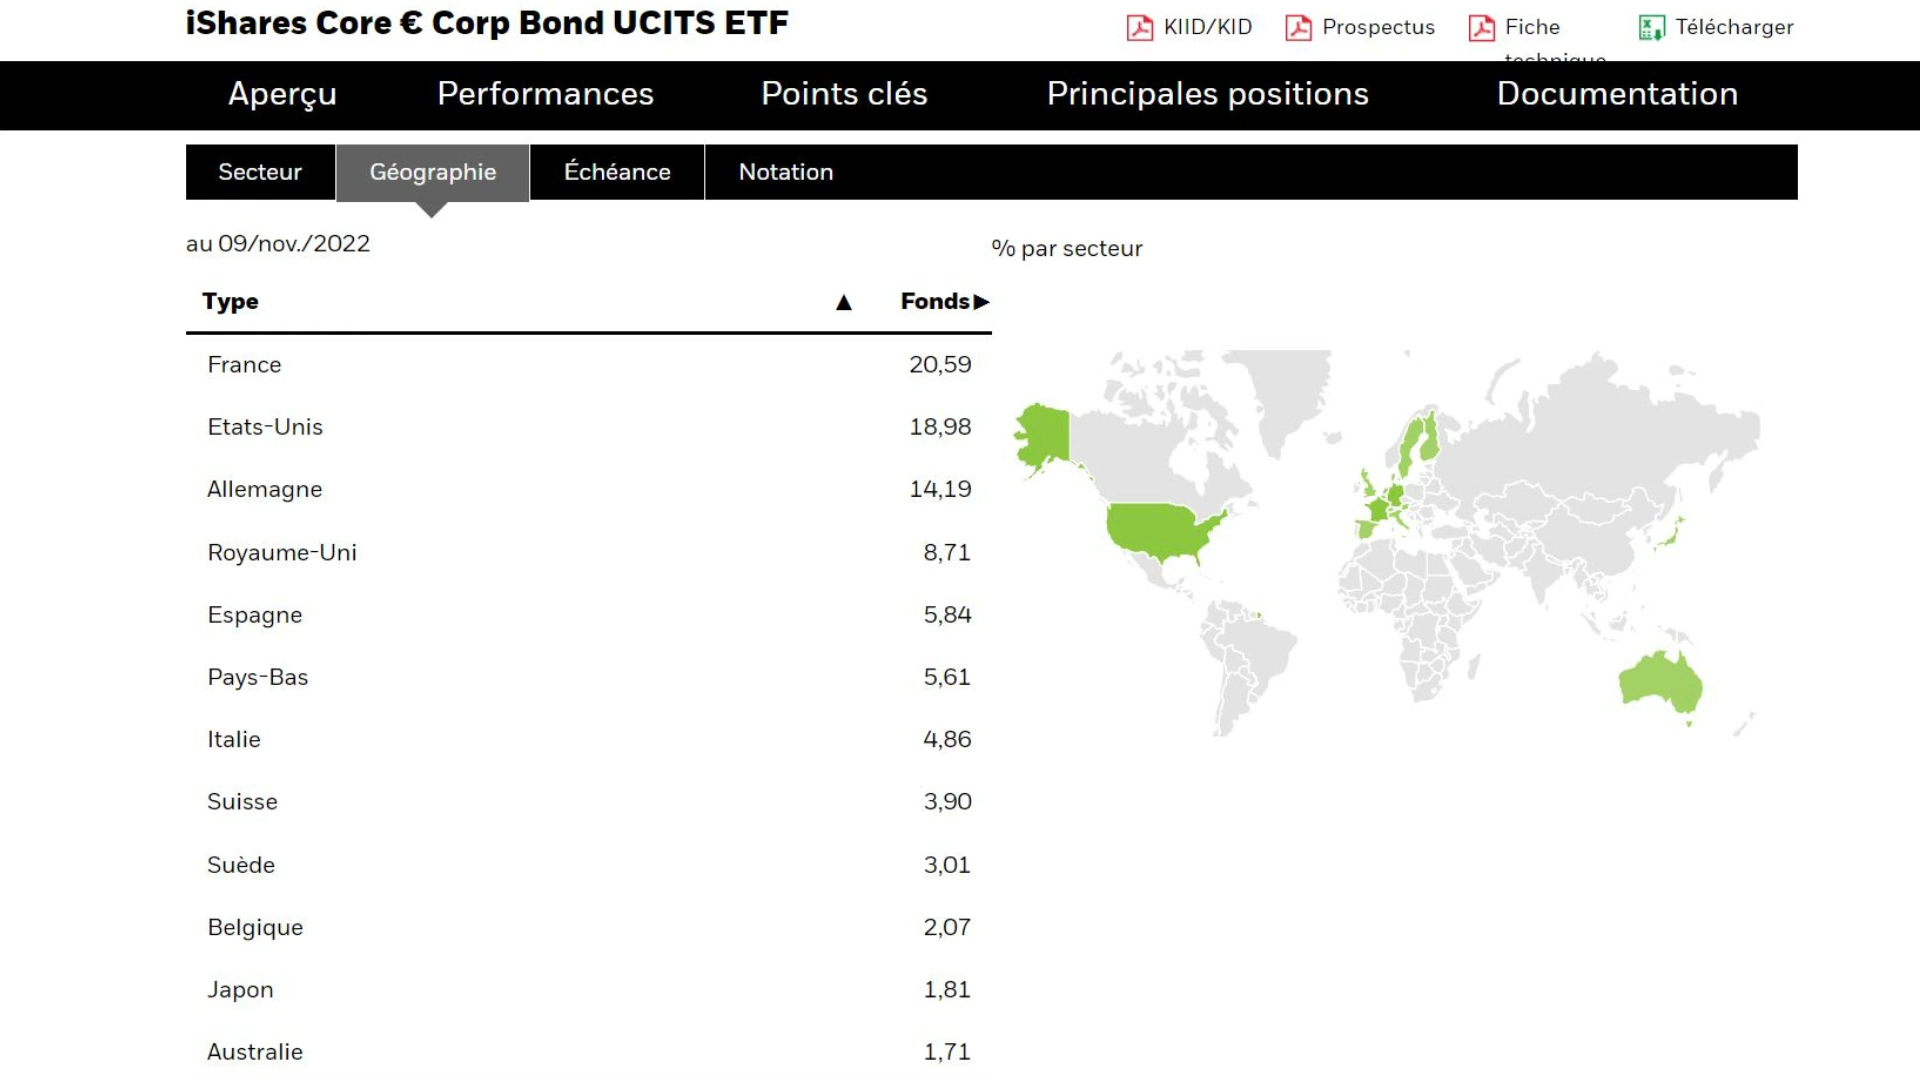 iShares Core € Corp Bond UCITS ETF
KIID/KID
Prospectus
Fiche
technique
Télécharger
Aperçu
Performances
Points clés
Principales positions
Documentation
Secteur
Géographie
Échéance
Notation
au 09/nov./2022
% par secteur
Type ▲ Fonds▶
France 20,59
Etats-Unis 18,98
Allemagne 14,19
Royaume-Uni 8,71
Espagne 5,84
Pays-Bas 5,61
Italie 4,86
Suisse 3,90
Suède 3,01
Belgique 2,07
Japon 1,81
Australie 1,71